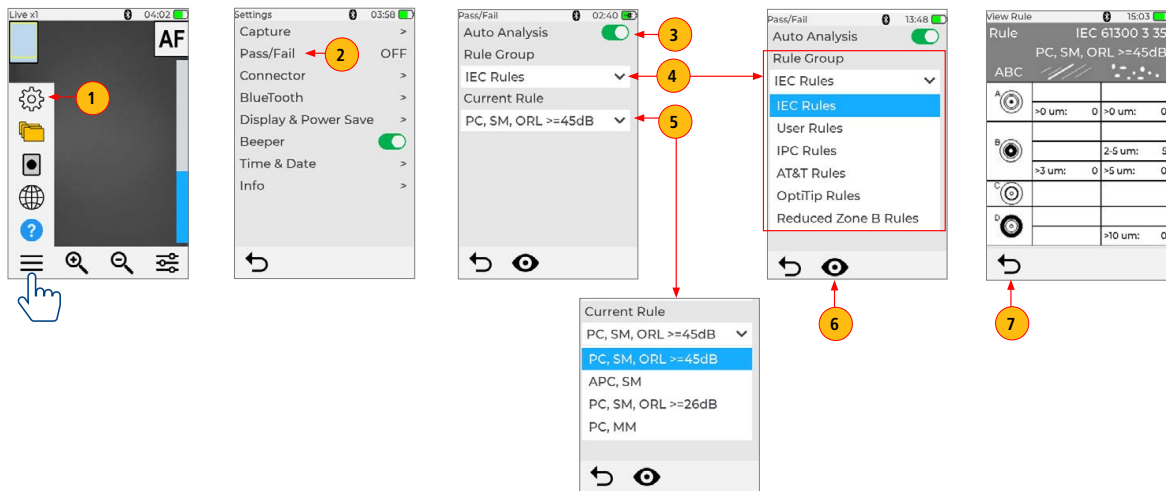 Live x1 04:02
AF
1
?
Settings 03:58
Capture >
Pass/Fail OFF
2
Connector >
BlueTooth >
Display & Power Save >
Beeper
Time & Date >
Info >
Pass/Fail 02:40
Auto Analysis
3
Rule Group
IEC Rules
4
Current Rule
PC, SM, ORL >=45dB
5
Current Rule
PC, SM, ORL >=45dB
PC, SM, ORL >=45dB
APC, SM
PC, SM, ORL >=26dB
PC, MM
Pass/Fail 13:48
Auto Analysis
Rule Group
IEC Rules
IEC Rules
User Rules
IPC Rules
AT&T Rules
OptiTip Rules
Reduced Zone B Rules
6
View Rule 15:03
Rule IEC 61300 3 35
PC, SM, ORL >=45dB
ABC
A
>0 um: 0 >0 um: 0
B
2-5 um: 5
>3 um: 0 >5 um: 0
C
D
>10 um: 0
7